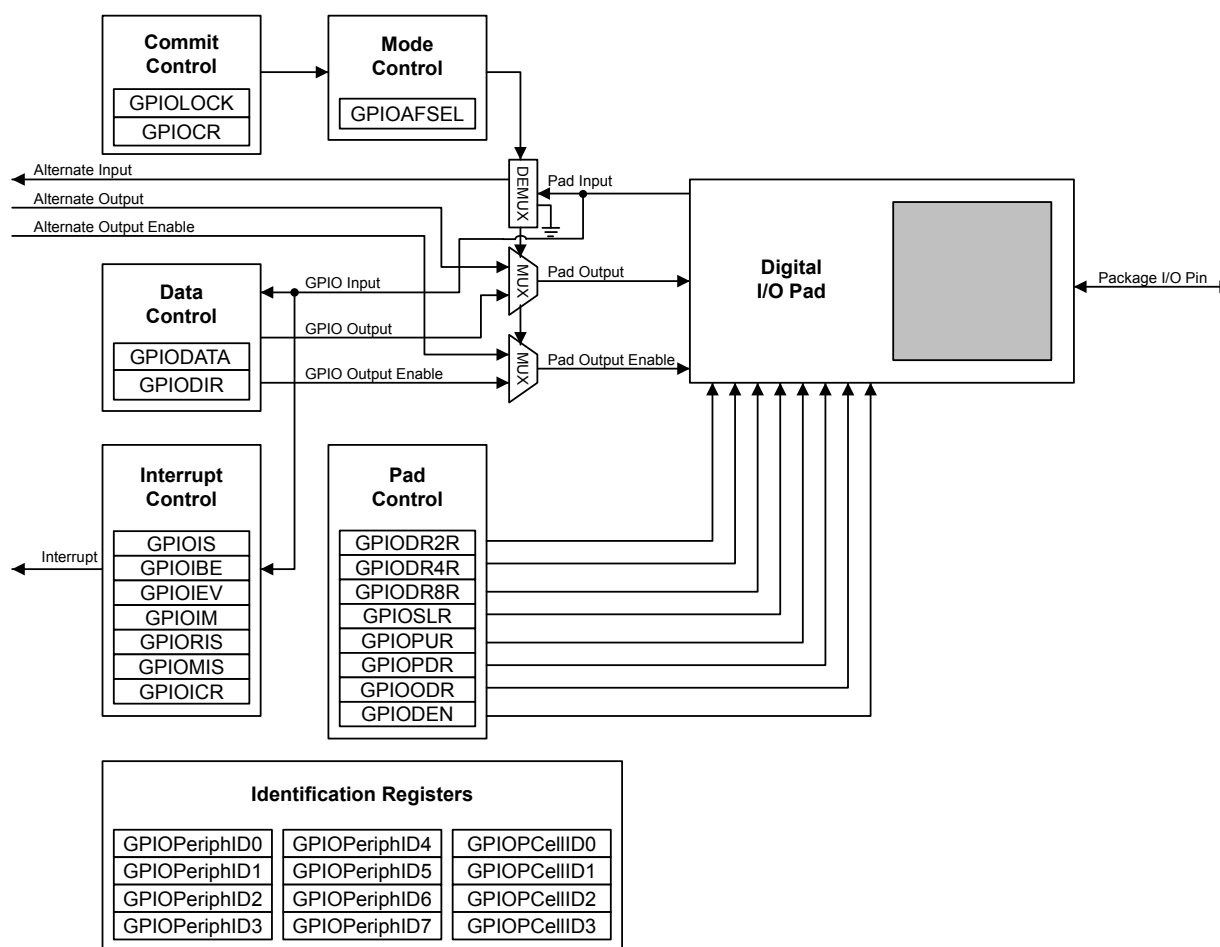 Commit
Control
GPIOLOCK
GPIOCR
Mode
Control
GPIOAFSEL
Alternate Input
Alternate Output
Alternate Output Enable
DEMUX
Pad Input
MUX
Pad Output
MUX
Pad Output Enable
Digital
I/O Pad
Package I/O Pin
Data
Control
GPIODATA
GPIODIR
GPIO Input
GPIO Output
GPIO Output Enable
Interrupt
Control
GPIOIS
GPIOIBE
GPIOIEV
GPIOIM
GPIORIS
GPIOMIS
GPIOICR
Interrupt
Pad
Control
GPIODR2R
GPIODR4R
GPIODR8R
GPIOSLR
GPIOPUR
GPIOPDR
GPIOODR
GPIODEN
Identification Registers
GPIOPeriphID0 GPIOPeriphID4 GPIOPCellID0
GPIOPeriphID1 GPIOPeriphID5 GPIOPCellID1
GPIOPeriphID2 GPIOPeriphID6 GPIOPCellID2
GPIOPeriphID3 GPIOPeriphID7 GPIOPCellID3